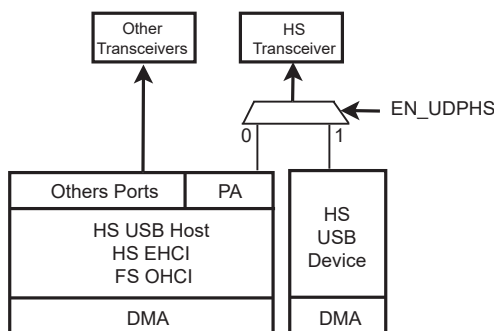 Other
Transceivers
HS
Transceiver
EN_UDPHS
0
1
Others Ports
PA
HS USB Host
HS EHCI
FS OHCI
DMA
HS
USB
Device
DMA